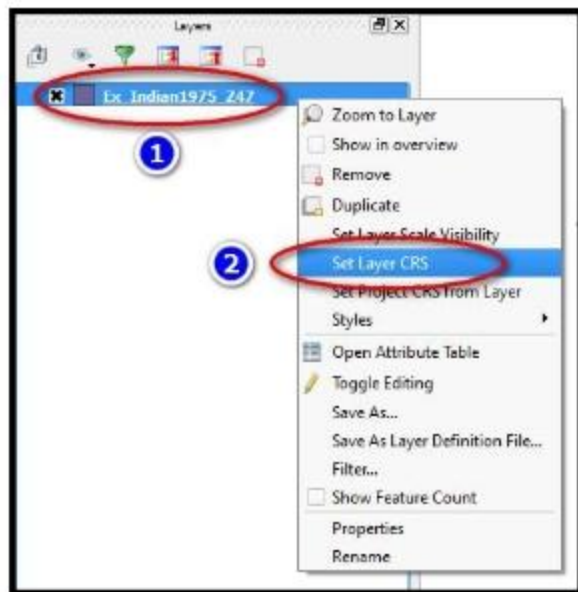 Layers
Ex_Indian1975_Z47
1
2
Zoom to Layer
Show in overview
Remove
Duplicate
Set Layer Scale Visibility
Set Layer CRS
Set Project CRS from Layer
Styles
Open Attribute Table
Toggle Editing
Save As...
Save As Layer Definition File...
Filter...
Show Feature Count
Properties
Rename